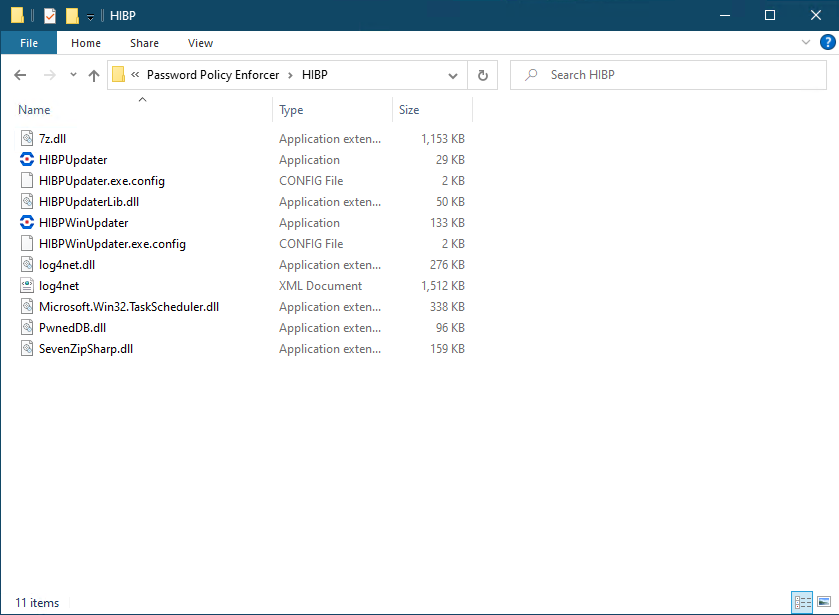 HIBP
File Home Share View
?
« Password Policy Enforcer > HIBP Search HIBP
Name Type Size
7z.dll Application exten... 1,153 KB
HIBPUpdater Application 29 KB
HIBPUpdater.exe.config CONFIG File 2 KB
HIBPUpdaterLib.dll Application exten... 50 KB
HIBPWinUpdater Application 133 KB
HIBPWinUpdater.exe.config CONFIG File 2 KB
log4net.dll Application exten... 276 KB
log4net XML Document 1,512 KB
Microsoft.Win32.TaskScheduler.dll Application exten... 338 KB
PwnedDB.dll Application exten... 96 KB
SevenZipSharp.dll Application exten... 159 KB
11 items